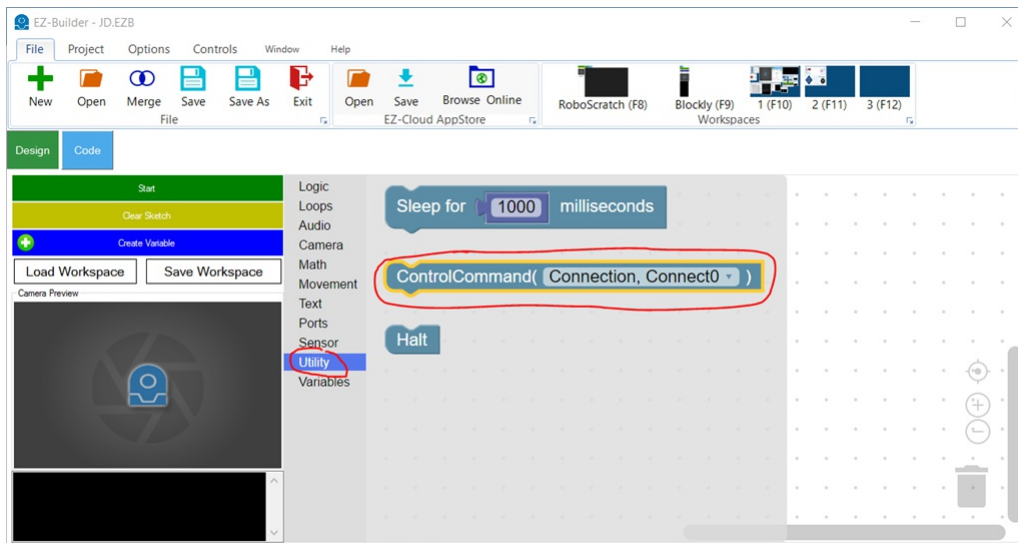 EZ-Builder - JD.EZB
File Project Options Controls Window Help
New Open Merge Save Save As Exit Open Save Browse Online RoboScratch (F8) Blockly (F9) 1 (F10) 2 (F11) 3 (F12)
File EZ-Cloud AppStore Workspaces
Design Code
Start
Clear Sketch
Create Variable
Load Workspace Save Workspace
Camera Preview
Logic
Loops
Audio
Camera
Math
Movement
Text
Ports
Sensor
Utility
Variables
Sleep for 1000 milliseconds
ControlCommand( Connection, Connect0 )
Halt